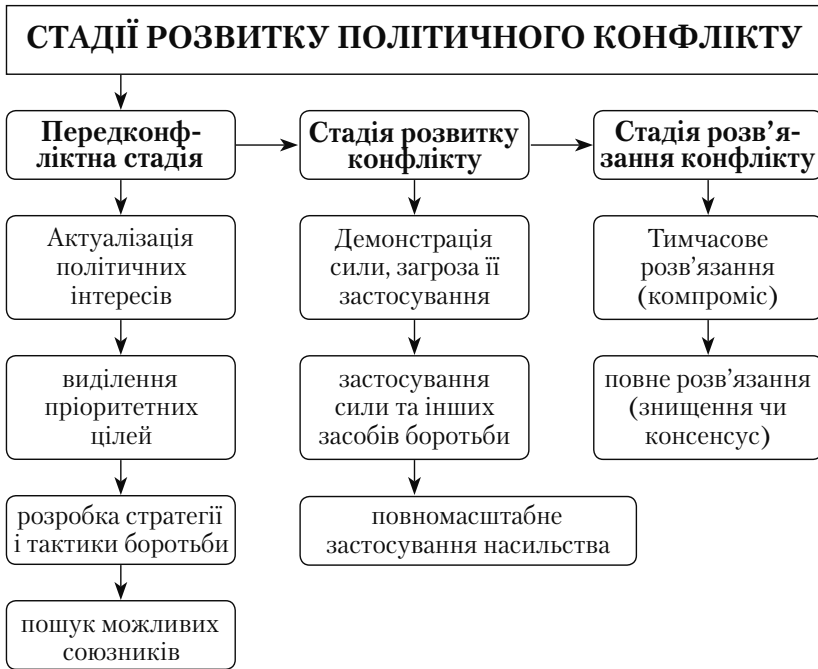 СТАДІЇ РОЗВИТКУ ПОЛІТИЧНОГО КОНФЛІКТУ
Передконф-
ліктна стадія
Актуалізація
політичних
інтересів
виділення
пріоритетних
цілей
розробка стратегії
і тактики боротьби
пошук можливих
союзників
Стадія розвитку
конфлікту
Демонстрація
сили, загроза її
застосування
застосування
сили та інших
засобів боротьби
повномасштабне
застосування насильства
Стадія розв’я-
зання конфлікту
Тимчасове
розв’язання
(компроміс)
повне розв’язання
(знищення чи
консенсус)